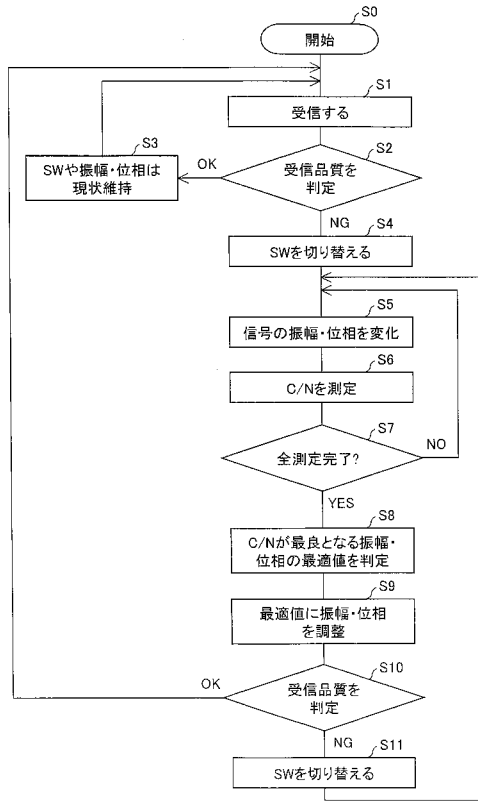 S0
開始
S1
受信する
S2
受信品質を
判定
OK
S3
SWや振幅・位相は
現状維持
NG
S4
SWを切り替える
S5
信号の振幅・位相を変化
S6
C/Nを測定
S7
全測定完了?
NO
YES
S8
C/Nが最良となる振幅・
位相の最適値を判定
S9
最適値に振幅・位相
を調整
S10
受信品質を
判定
OK
NG
S11
SWを切り替える